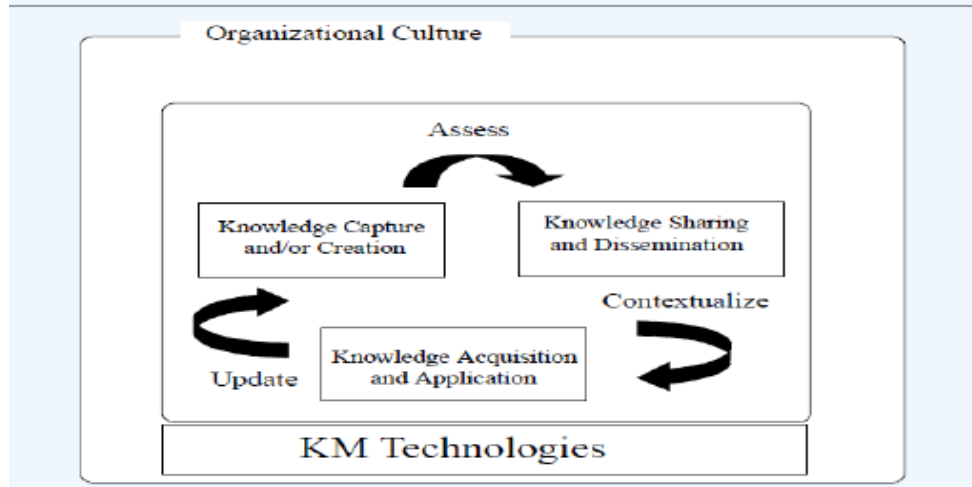 Organizational Culture
Assess
Knowledge Capture
and/or Creation
Knowledge Sharing
and Dissemination
Contextualize
Knowledge Acquisition
and Application
Update
KM Technologies